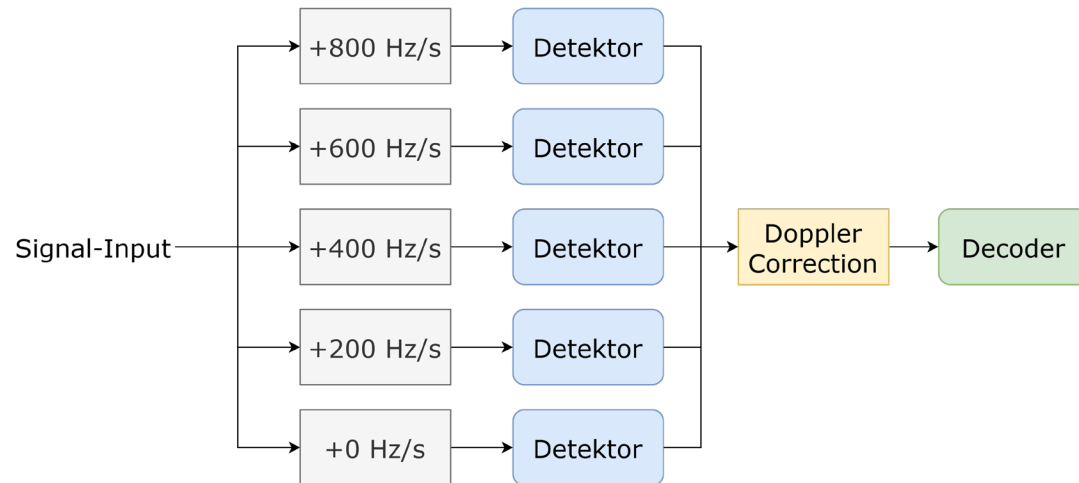 +800 Hz/s
Detektor
+600 Hz/s
Detektor
Signal-Input
+400 Hz/s
Detektor
Doppler
Correction
Decoder
+200 Hz/s
Detektor
+0 Hz/s
Detektor